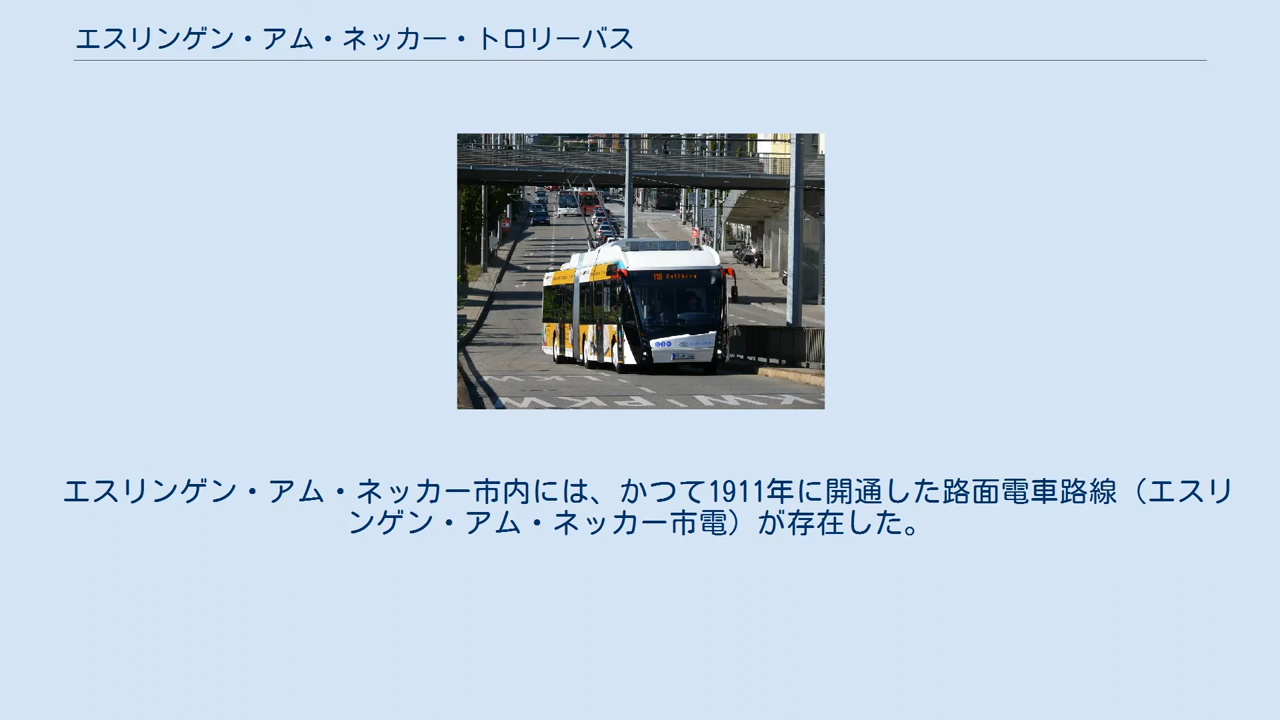 エスリンゲン・アム・ネッカー・トロリーバス
LKW
KW PKW
エスリンゲン・アム・ネッカー市内には、かつて1911年に開通した路面電車路線（エスリ
ンゲン・アム・ネッカー市電）が存在した。